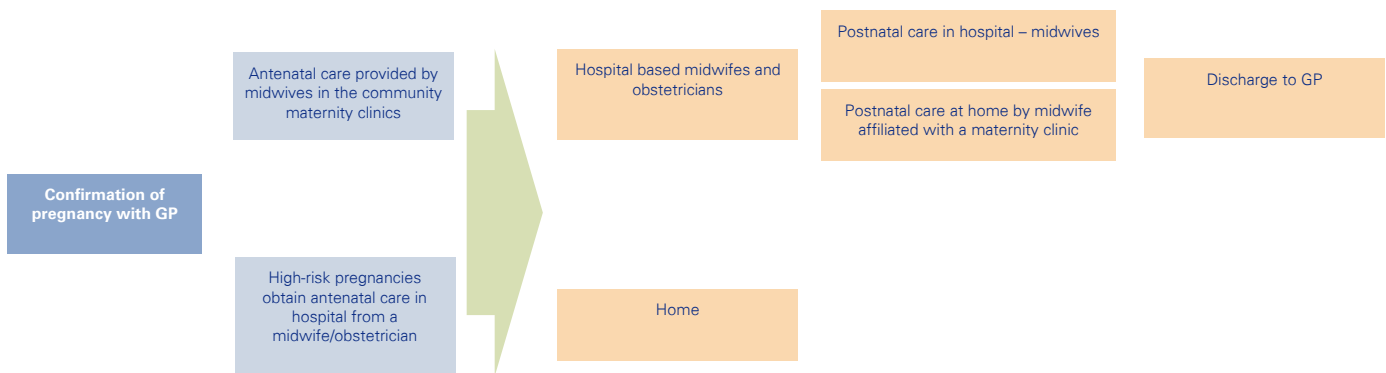 Confirmation of
pregnancy with GP
Antenatal care provided by
midwives in the community
maternity clinics
High-risk pregnancies
obtain antenatal care in
hospital from a
midwife/obstetrician
Hospital based midwifes and
obstetricians
Home
Postnatal care in hospital – midwives
Postnatal care at home by midwife
affiliated with a maternity clinic
Discharge to GP